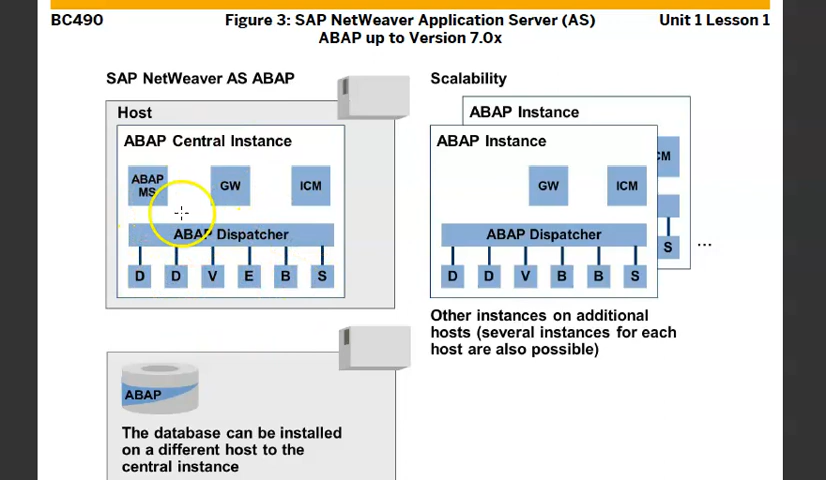 BC490
Figure 3: SAP NetWeaver Application Server (AS)
ABAP up to Version 7.0x
Unit 1 Lesson 1
SAP NetWeaver AS ABAP
Host
ABAP Central Instance
ABAP
MS
GW
ICM
ABAP Dispatcher
D D V E B S
ABAP
The database can be installed
on a different host to the
central instance
Scalability
ABAP Instance
CM
S
...
ABAP Instance
GW
ICM
ABAP Dispatcher
D D V B B S
Other instances on additional
hosts (several instances for each
host are also possible)